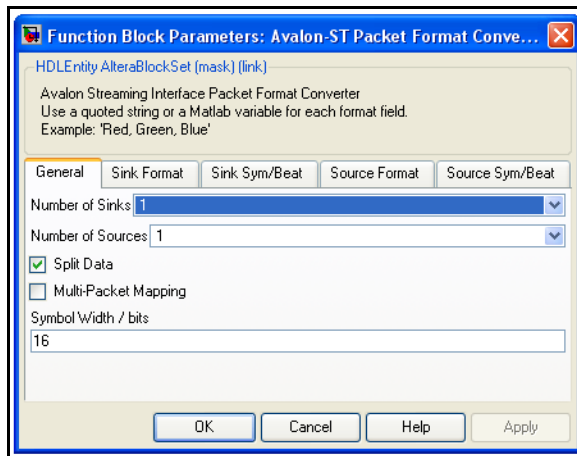 Function Block Parameters: Avalon-ST Packet Format Conve...
HDLEntity AlteraBlockSet (mask) (link)
Avalon Streaming Interface Packet Format Converter
Use a quoted string or a Matlab variable for each format field.
Example: 'Red, Green, Blue'
General Sink Format Sink Sym/Beat Source Format Source Sym/Beat
Number of Sinks 1
Number of Sources 1
Split Data
Multi-Packet Mapping
Symbol Width / bits
16
OK Cancel Help Apply